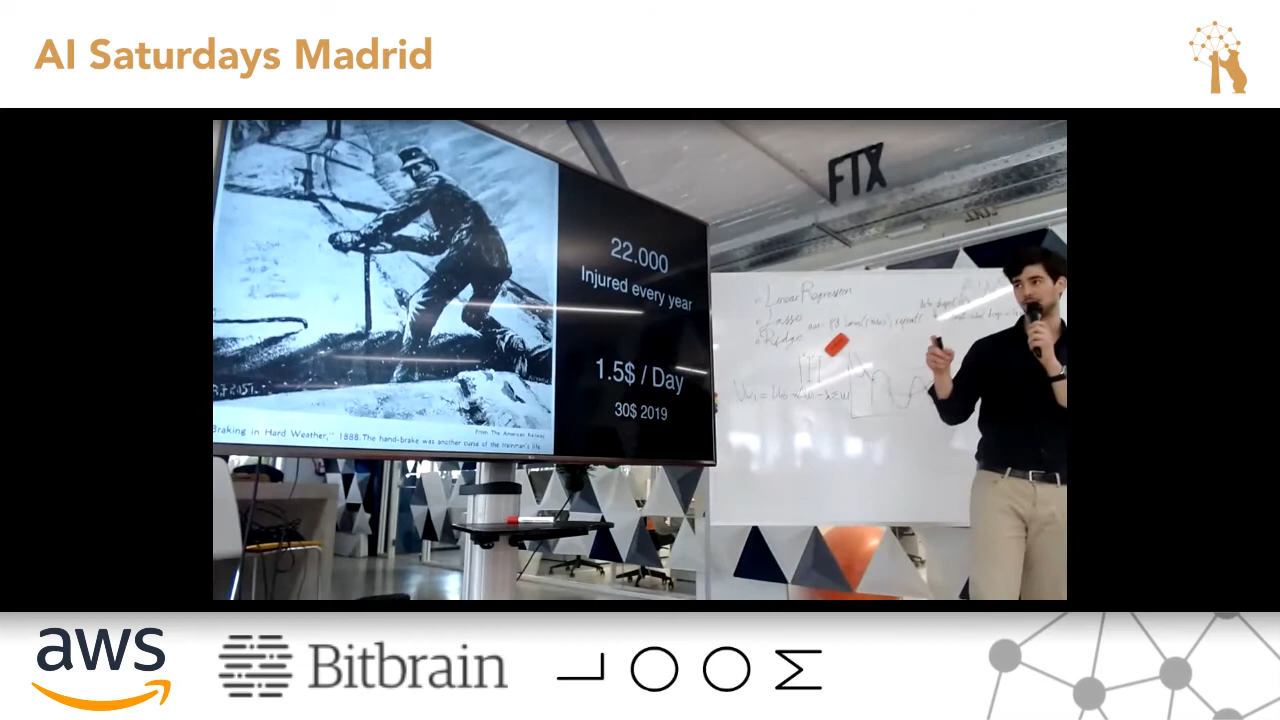 AI Saturdays Madrid
FTX
22.000
Injured every year
1.5$ / Day
30$ 2019
From The American Railway
Braking in Hard Weather," 1888. The hand-brake was another curse of the trainman's life.
Linear Regression
Lasso
Ridge
aws
Bitbrain
LOOM